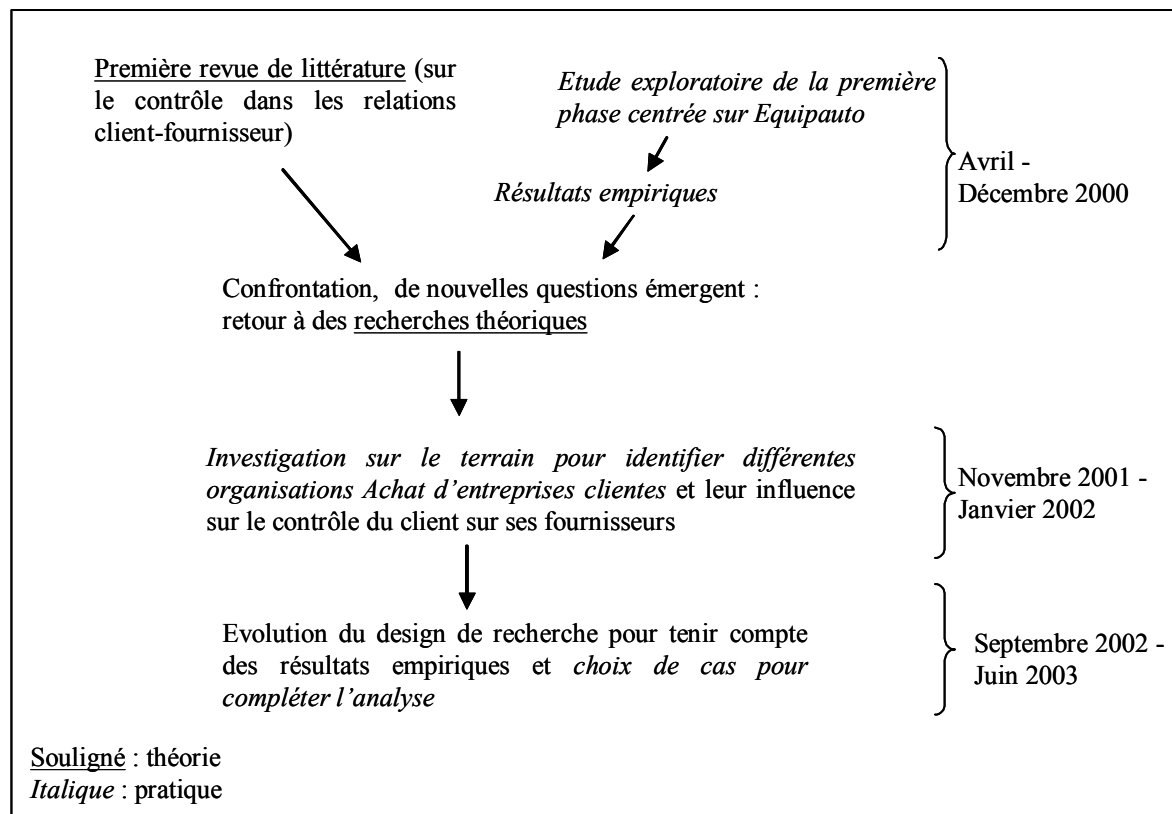 Première revue de littérature (sur
le contrôle dans les relations
client-fournisseur)
Etude exploratoire de la première
phase centrée sur Equipauto
Résultats empiriques
Avril -
Décembre 2000
Confrontation, de nouvelles questions émergent :
retour à des recherches théoriques
Investigation sur le terrain pour identifier différentes
organisations Achat d'entreprises clientes et leur influence
sur le contrôle du client sur ses fournisseurs
Novembre 2001 -
Janvier 2002
Evolution du design de recherche pour tenir compte
des résultats empiriques et choix de cas pour
compléter l'analyse
Septembre 2002 -
Juin 2003
Souligné : théorie
Italique : pratique